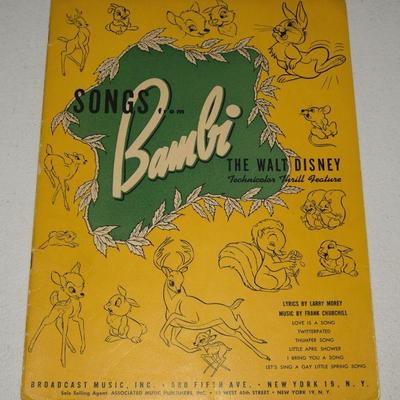 SONGS from
Bambi
THE WALT DISNEY
Technicolor Thrill Feature
LYRICS BY LARRY MOREY
MUSIC BY FRANK CHURCHILL
LOVE IS A SONG
TWITTERPATED
THUMPER SONG
LITTLE APRIL SHOWER
I BRING YOU A SONG
LET'S SING A GAY LITTLE SPRING SONG
BROADCAST MUSIC, INC. • 580 FIFTH AVE. • NEW YORK 19, N. Y.
Sole Selling Agent: ASSOCIATED MUSIC PUBLISHERS, INC. • WEST 45th STREET • NEW YORK 19, N. Y.